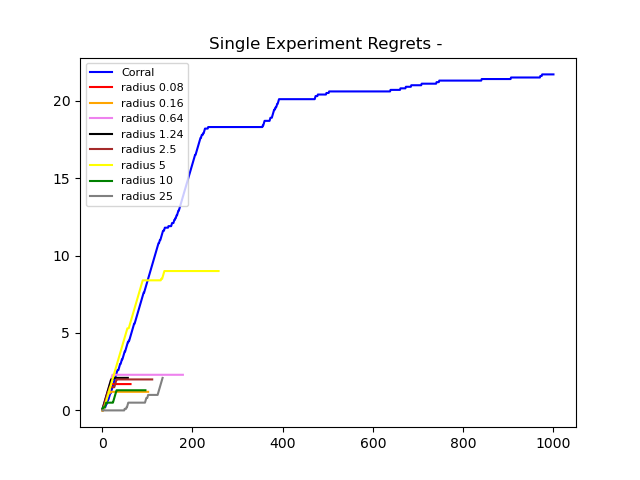 Single Experiment Regrets -
Corral
radius 0.08
radius 0.16
radius 0.64
radius 1.24
radius 2.5
radius 5
radius 10
radius 25
20
15
10
5
0
0 200 400 600 800 1000